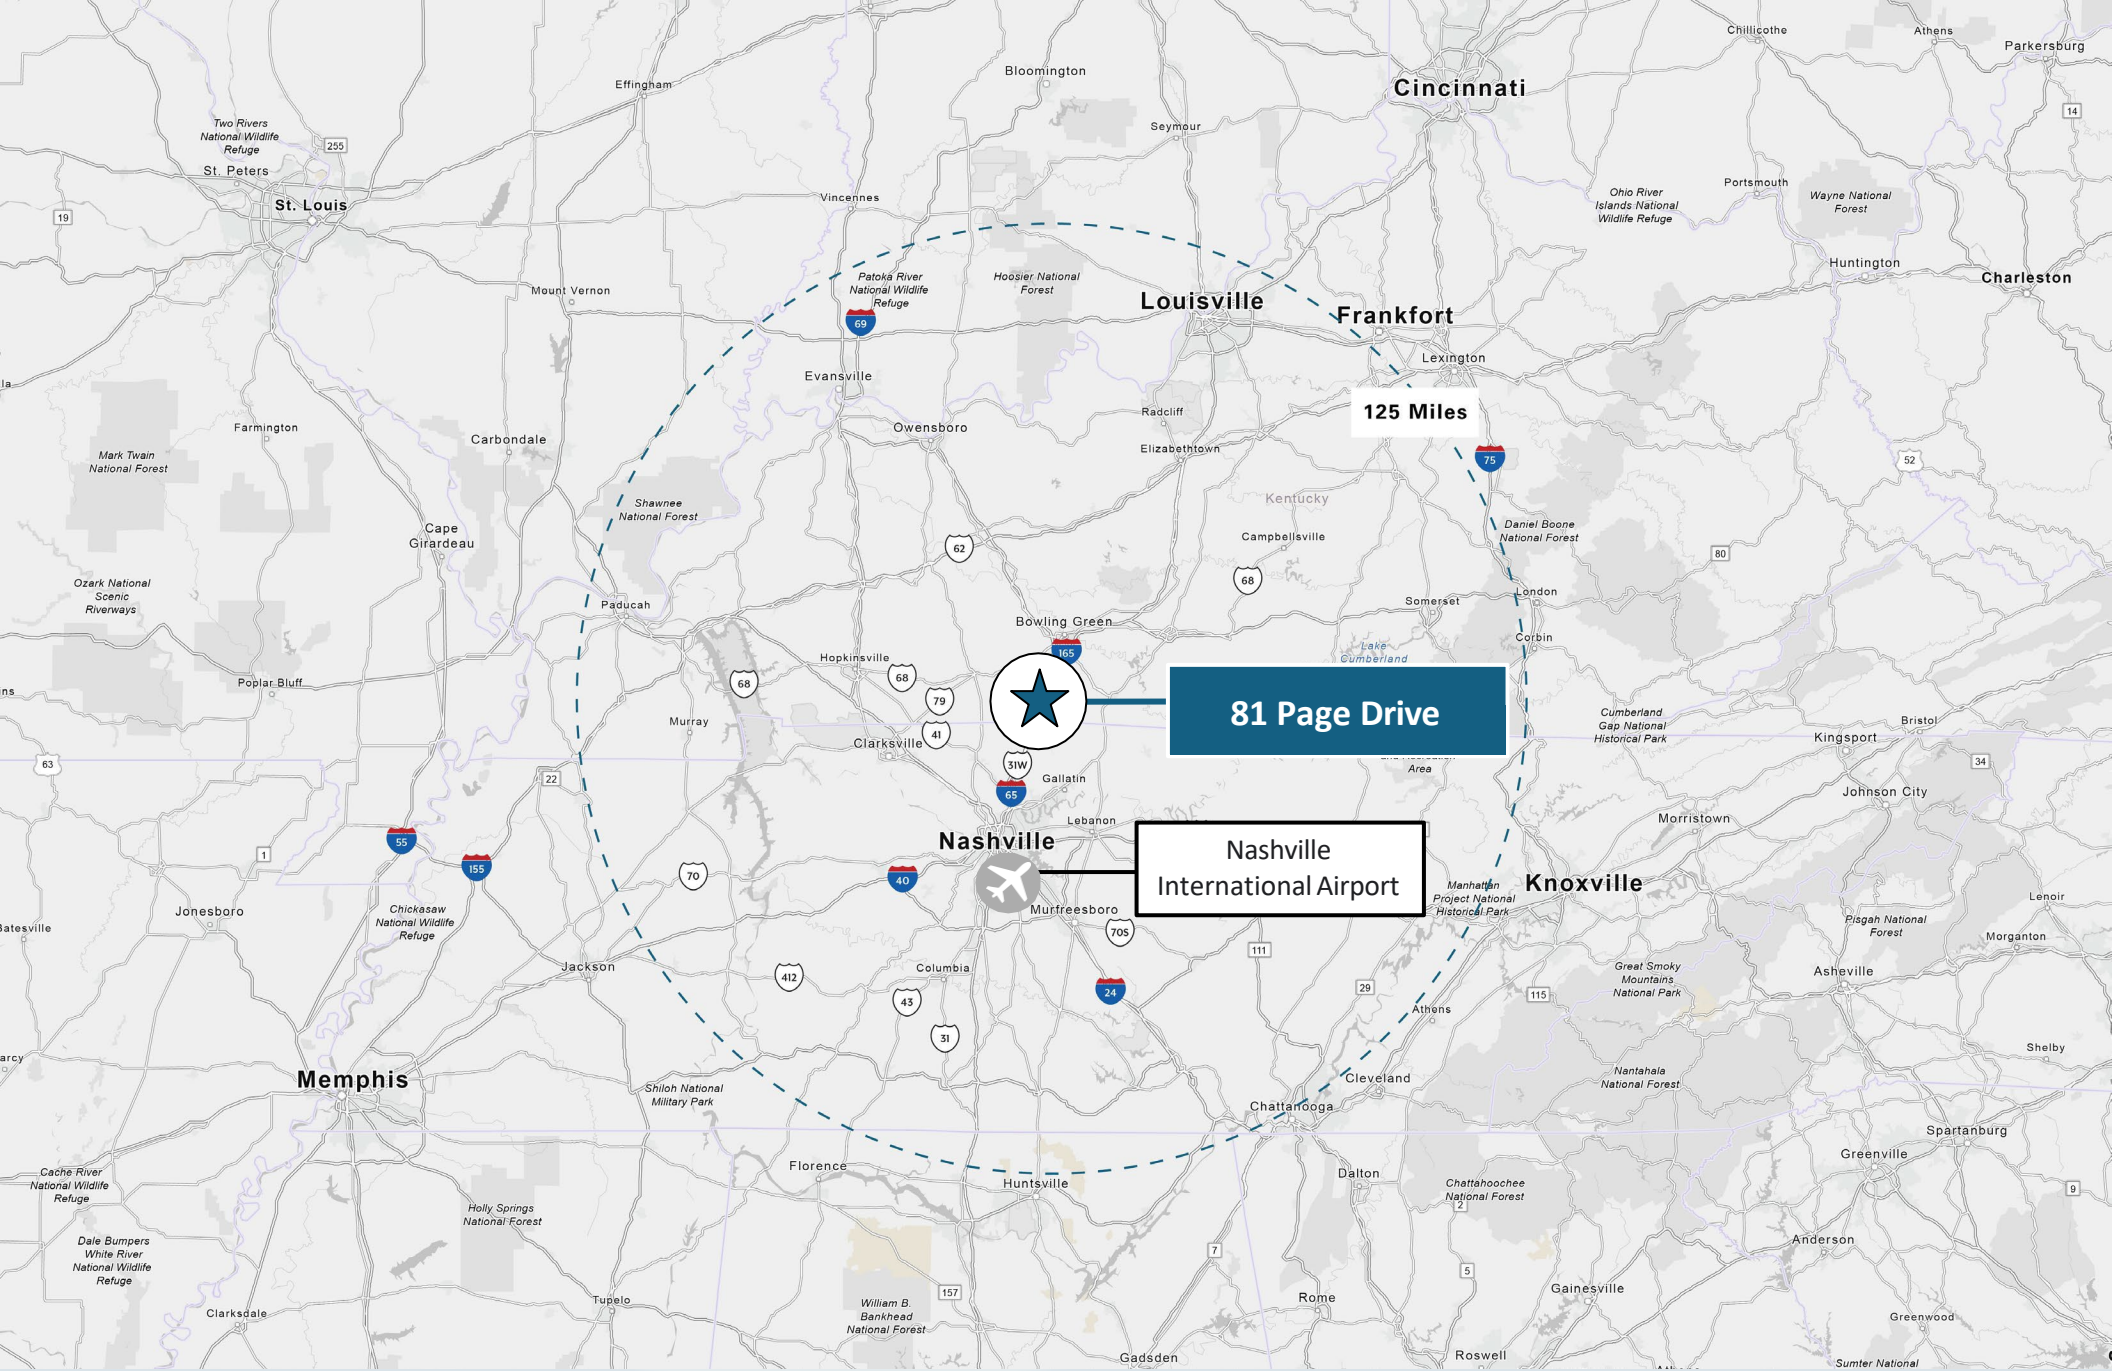 Chillicothe
Athens
Parkersburg
Bloomington
Effingham
Cincinnati
14
Two Rivers
National Wildlife
Refuge
255
Seymour
St. Peters
St. Louis
19
Vincennes
Ohio River
Islands National
Wildlife Refuge
Portsmouth
Wayne National
Forest
Huntington
Charleston
Mount Vernon
Patoka River
National Wildlife
Refuge
69
Hoosier National
Forest
Louisville
Frankfort
Lexington
la
Evansville
125 Miles
Radcliff
Owensboro
Elizabethtown
75
52
Farmington
Carbondale
Mark Twain
National Forest
Shawnee
National Forest
Kentucky
Cape
Girardeau
62
Campbellsville
Daniel Boone
National Forest
80
Ozark National
Scenic
Riverways
68
Paducah
Somerset
London
Bowling Green
165
Corbin
Lake
Cumberland
Hopkinsville
68
68
79
Poplar Bluff
ns
Murray
81 Page Drive
Cumberland
Gap National
Historical Park
Bristol
Kingsport
Clarksville
41
31W
63
22
65
Gallatin
Area
34
Johnson City
Lebanon
Morristown
55
1
155
Nashville
Nashville
International Airport
70
40
Manhattan
Project National
Historical Park
Knoxville
Lenoir
Jonesboro
Chickasaw
National Wildlife
Refuge
Murfreesboro
70S
Pisgah National
Forest
Morganton
Batesville
Jackson
412
Columbia
43
24
111
29
115
Great Smoky
Mountains
National Park
Asheville
Athens
31
arcy
Shelby
Memphis
Shiloh National
Military Park
Cleveland
Nantahala
National Forest
Chattanooga
Spartanburg
Greenville
Cache River
National Wildlife
Refuge
Florence
Huntsville
Dalton
Chattahoochee
National Forest
2
9
Holly Springs
National Forest
Dale Bumpers
White River
National Wildlife
Refuge
7
Anderson
5
157
Gainesville
Clarksdale
Tupelo
William B.
Bankhead
National Forest
Rome
Greenwood
Gadsden
Roswell
Sumter National